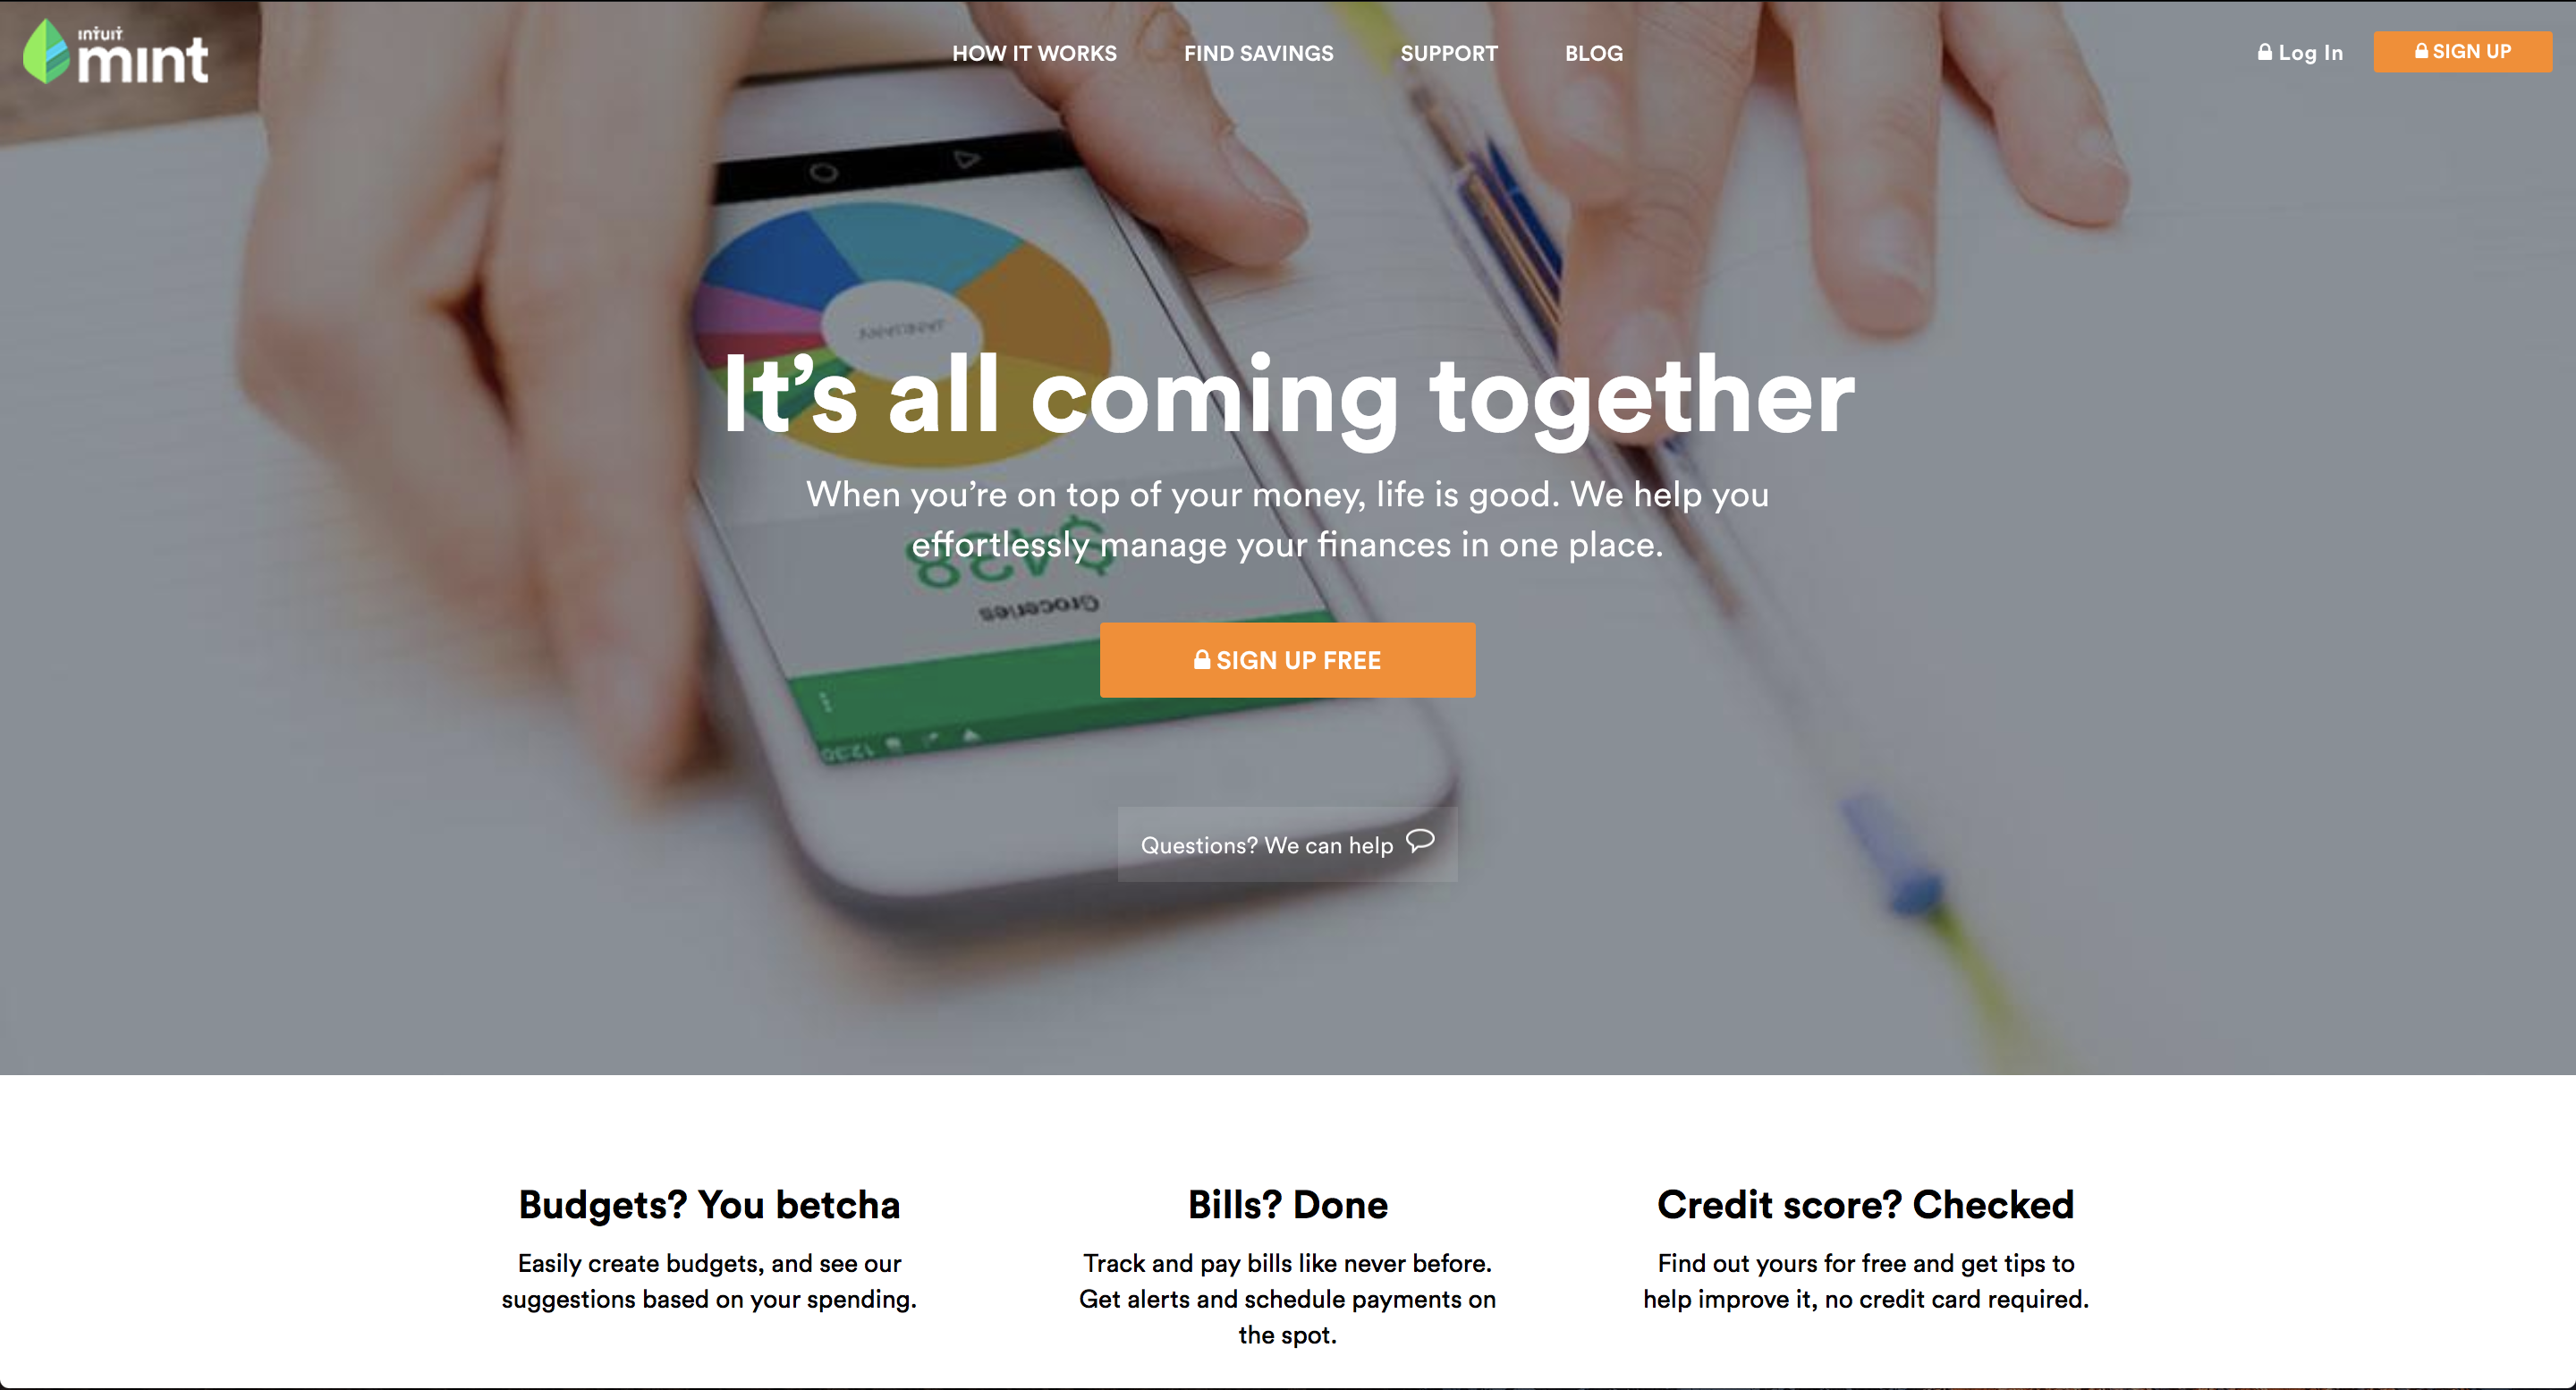 intuit
mint
HOW IT WORKS
FIND SAVINGS
SUPPORT
BLOG
Log In
SIGN UP
JANUARY
It’s all coming together
When you’re on top of your money, life is good. We help you
effortlessly manage your finances in one place.
$438
Groceries
SIGN UP FREE
12:30
Questions? We can help
Budgets? You betcha
Easily create budgets, and see our
suggestions based on your spending.
Bills? Done
Track and pay bills like never before.
Get alerts and schedule payments on
the spot.
Credit score? Checked
Find out yours for free and get tips to
help improve it, no credit card required.